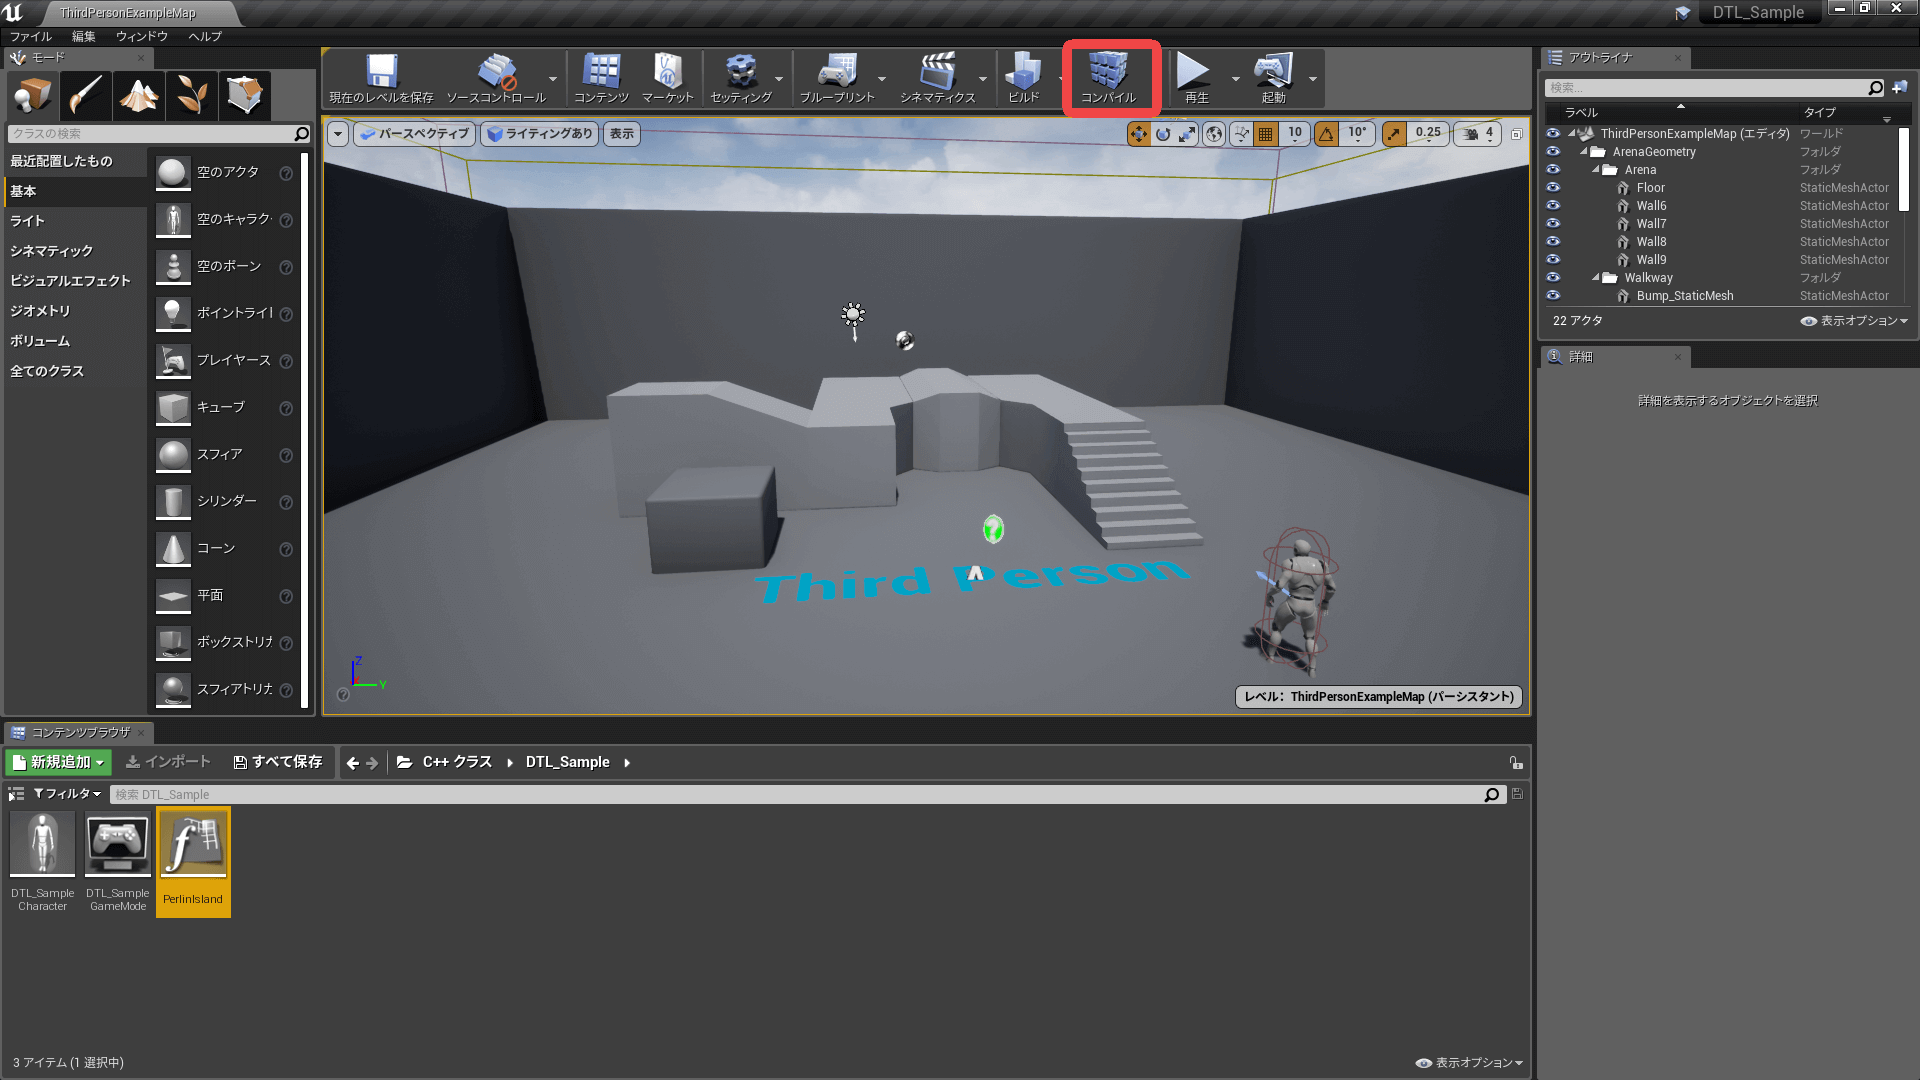 ThirdPersonExampleMap
DTL_Sample
ファイル 編集 ウィンドウ ヘルプ
モード
現在のレベルを保存 ソースコントロール コンテンツ マーケット セッティング ブループリント シネマティクス ビルド コンパイル 再生 起動
クラスの検索
最近配置したもの
基本
ライト
シネマティック
ビジュアルエフェクト
ジオメトリ
ボリューム
全てのクラス
空のアクタ
空のキャラク
空のポーン
ポイントライト
プレイヤース
キューブ
スフィア
シリンダー
コーン
平面
ボックストリガ
スフィアトリガ
パースペクティブ ライティングあり 表示
10 10° 0.25 4
Third Person
Z
Y
レベル: ThirdPersonExampleMap (パーシスタント)
アウトライナ
検索...
ラベル タイプ
ThirdPersonExampleMap (エディタ) ワールド
ArenaGeometry フォルダ
Arena フォルダ
Floor StaticMeshActor
Wall6 StaticMeshActor
Wall7 StaticMeshActor
Wall8 StaticMeshActor
Wall9 StaticMeshActor
Walkway フォルダ
Bump_StaticMesh StaticMeshActor
22 アクタ 表示オプション
詳細
詳細を表示するオブジェクトを選択
コンテンツブラウザ
新規追加 インポート すべて保存 C++ クラス DTL_Sample
フィルタ 検索 DTL_Sample
DTL_Sample
Character
DTL_Sample
GameMode
PerlinIsland
3 アイテム (1 選択中) 表示オプション